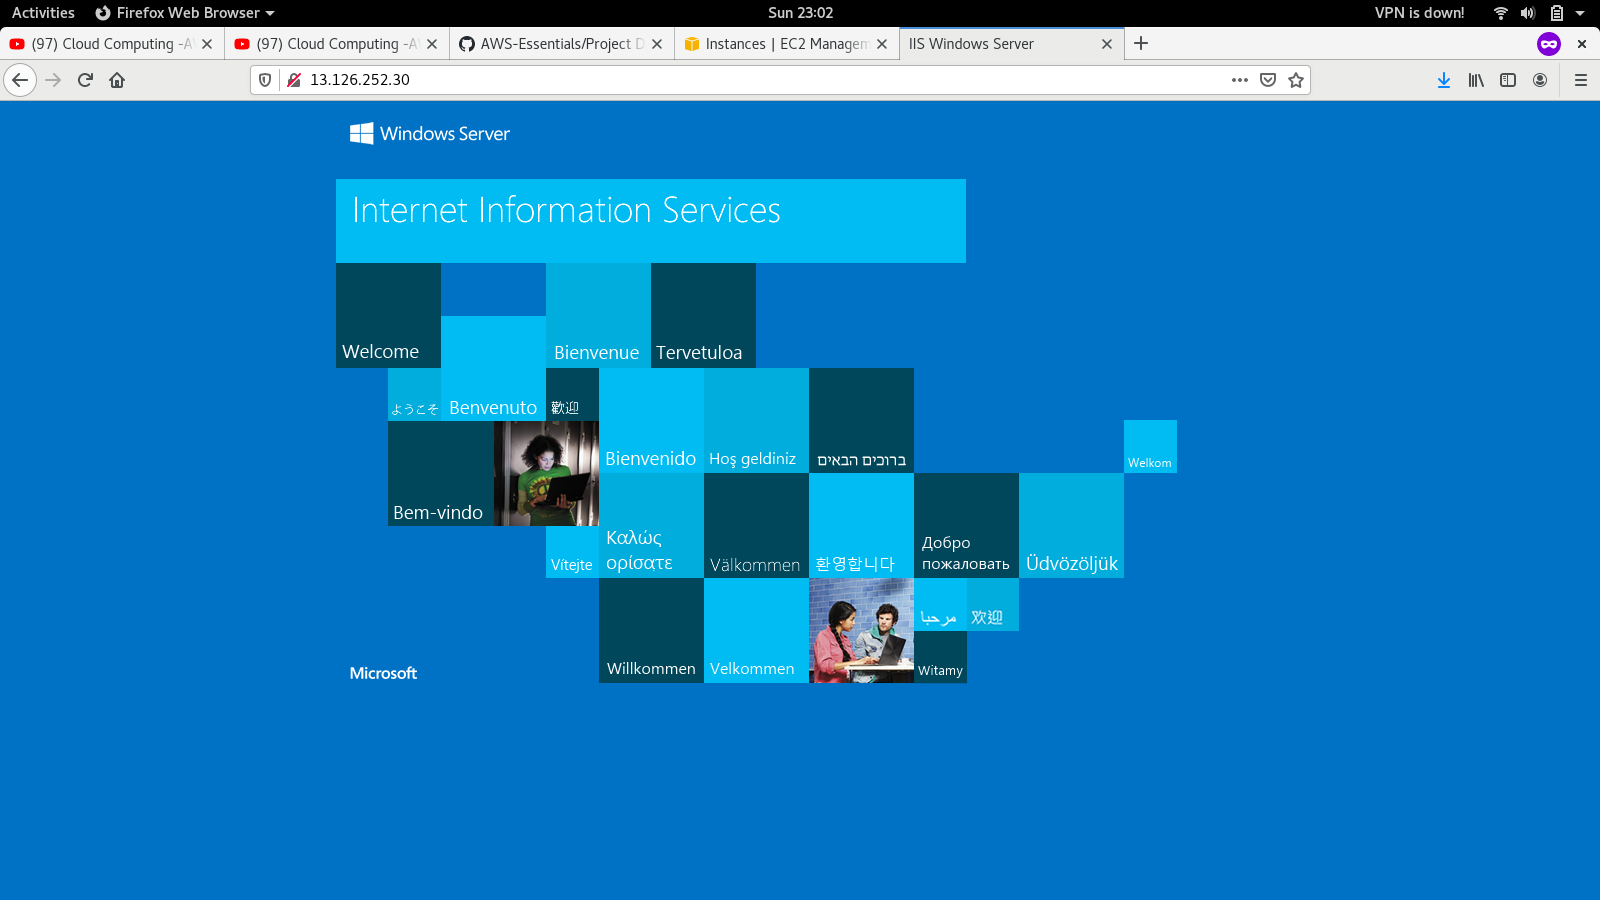 Activities
Firefox Web Browser
Sun 23:02
VPN is down!
(97) Cloud Computing -A
(97) Cloud Computing -A
AWS-Essentials/Project D
Instances | EC2 Managem
IIS Windows Server
13.126.252.30
Windows Server
Internet Information Services
Welcome
Bienvenue
Tervetuloa
ようこそ
Benvenuto
歡迎
Bienvenido
Hoş geldiniz
ברוכים הבאים
Welkom
Bem-vindo
Vítejte
Καλώς
ορίσατε
Välkommen
환영합니다
Добро
пожаловать
Üdvözöljük
Willkommen
Velkommen
مرحبا
欢迎
Witamy
Microsoft